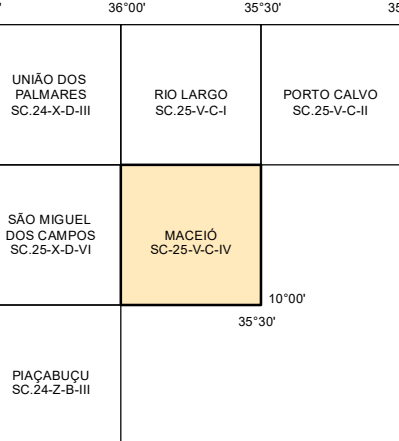 36°00'
35°30'
UNIÃO DOS
PALMARES
SC.24-X-D-III
RIO LARGO
SC.25-V-C-I
PORTO CALVO
SC.25-V-C-II
SÃO MIGUEL
DOS CAMPOS
SC.25-X-D-VI
MACEIÓ
SC-25-V-C-IV
10°00'
35°30'
PIAÇABUÇU
SC.24-Z-B-III